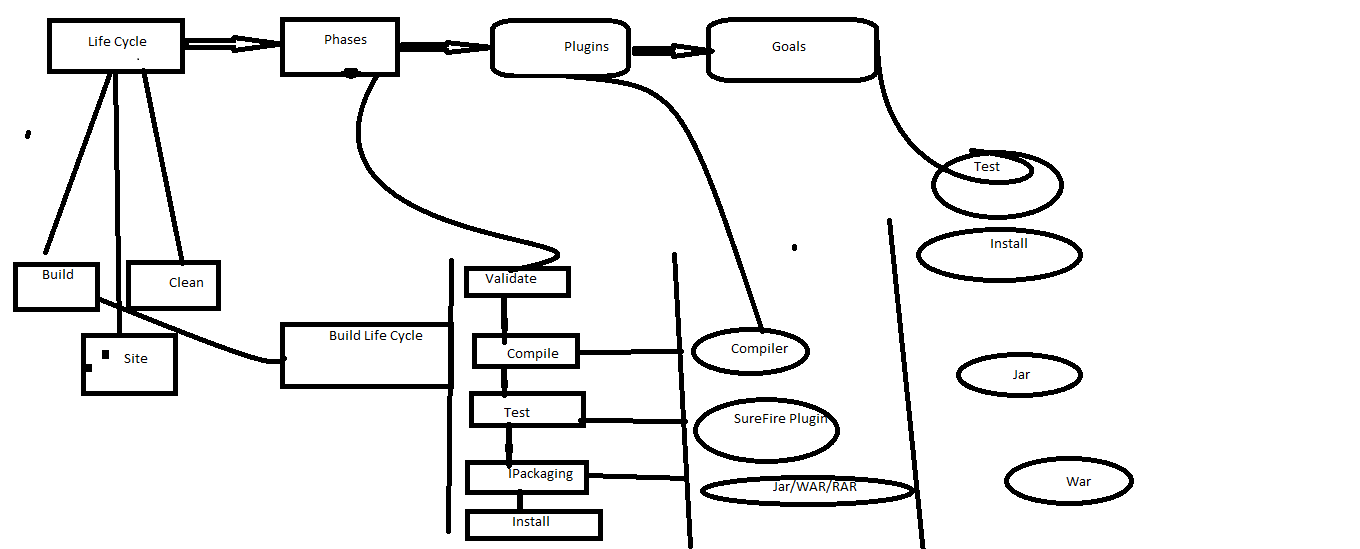 Life Cycle
Phases
Plugins
Goals
Test
Install
Build
Clean
Site
Build Life Cycle
Validate
Compile
Test
IPackaging
Install
Compiler
SureFire Plugin
Jar/WAR/RAR
Jar
War